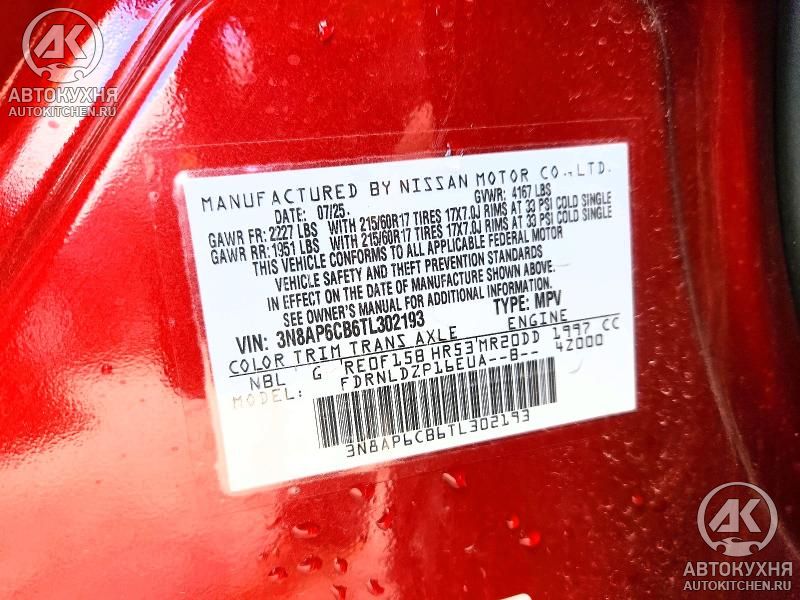 AK
АВТОКУХНЯ
AUTOKITCHEN.RU
MANUFACTURED BY NISSAN MOTOR CO.,LTD.
DATE: 07/25. GVWR: 4167 LBS
GAWR FR: 2227 LBS WITH 215/60R17 TIRES 17X7.0J RIMS AT 33 PSI COLD SINGLE
GAWR RR: 1951 LBS WITH 215/60R17 TIRES 17X7.0J RIMS AT 33 PSI COLD SINGLE
THIS VEHICLE CONFORMS TO ALL APPLICABLE FEDERAL MOTOR
VEHICLE SAFETY AND THEFT PREVENTION STANDARDS
IN EFFECT ON THE DATE OF MANUFACTURE SHOWN ABOVE.
SEE OWNER'S MANUAL FOR ADDITIONAL INFORMATION.
VIN: 3N8AP6CB6TL302193 TYPE: MPV
COLOR TRIM TRANS AXLE ENGINE
NBL G RE0F15B HR53 MR20DD 1997 CC
MODEL: FDRNLDZP16EUA--B-- 42000
3N8AP6CB6TL302193
AK
АВТОКУХНЯ
AUTOKITCHEN.RU